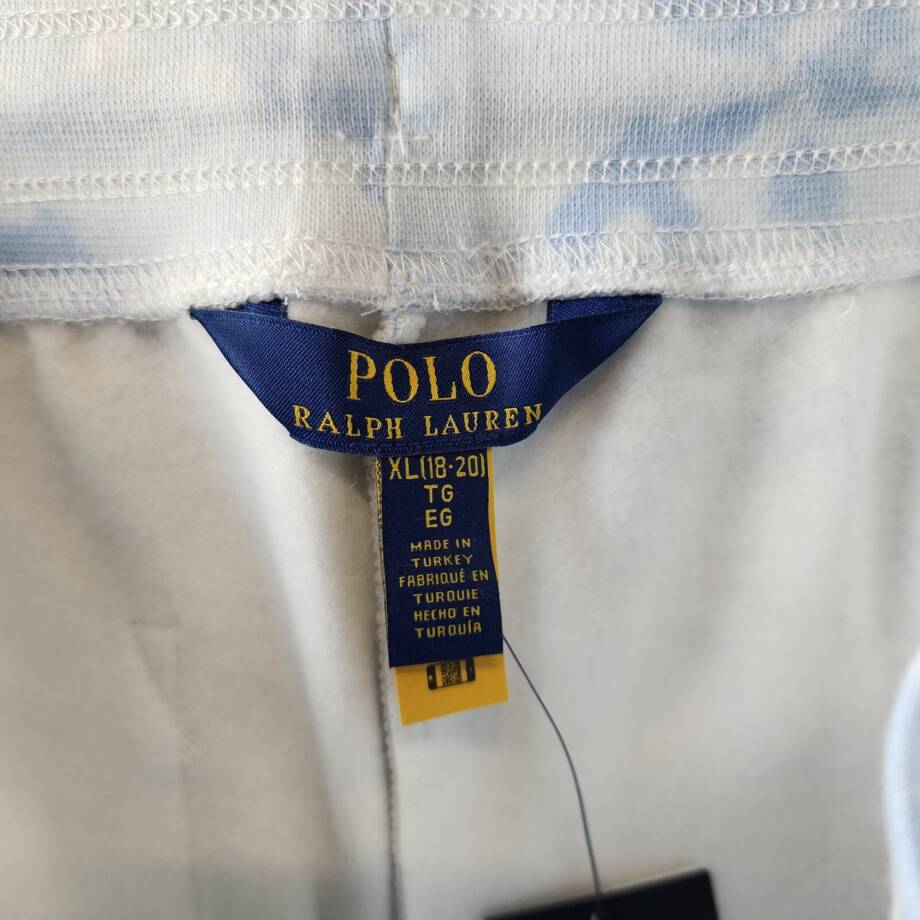 POLO
RALPH LAUREN
XL(18-20)
TG
EG
MADE IN
TURKEY
FABRIQUÉ EN
TURQUIE
HECHO EN
TURQUÍA